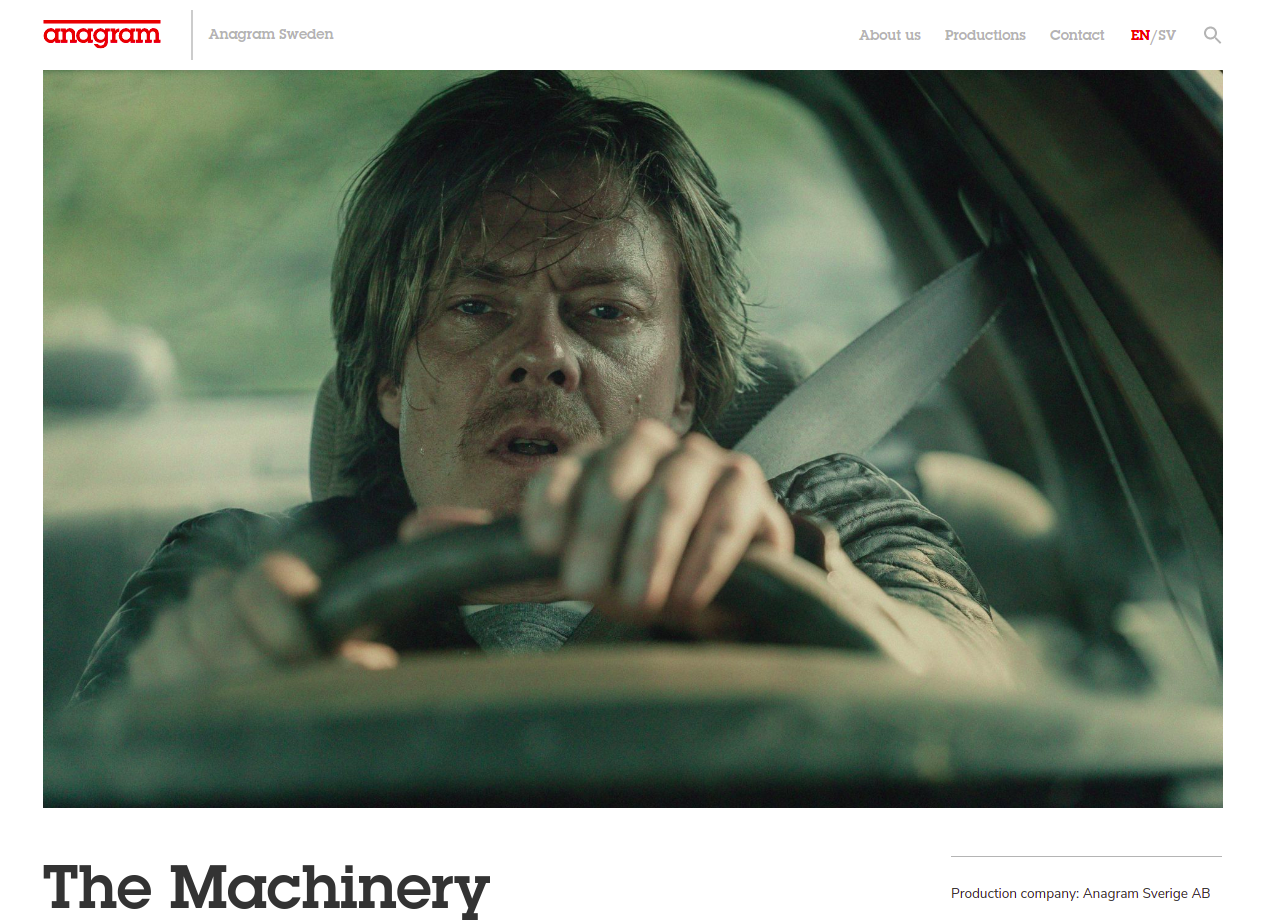 anagram
Anagram Sweden
About us
Productions
Contact
EN/SV
The Machinery
Production company: Anagram Sverige AB